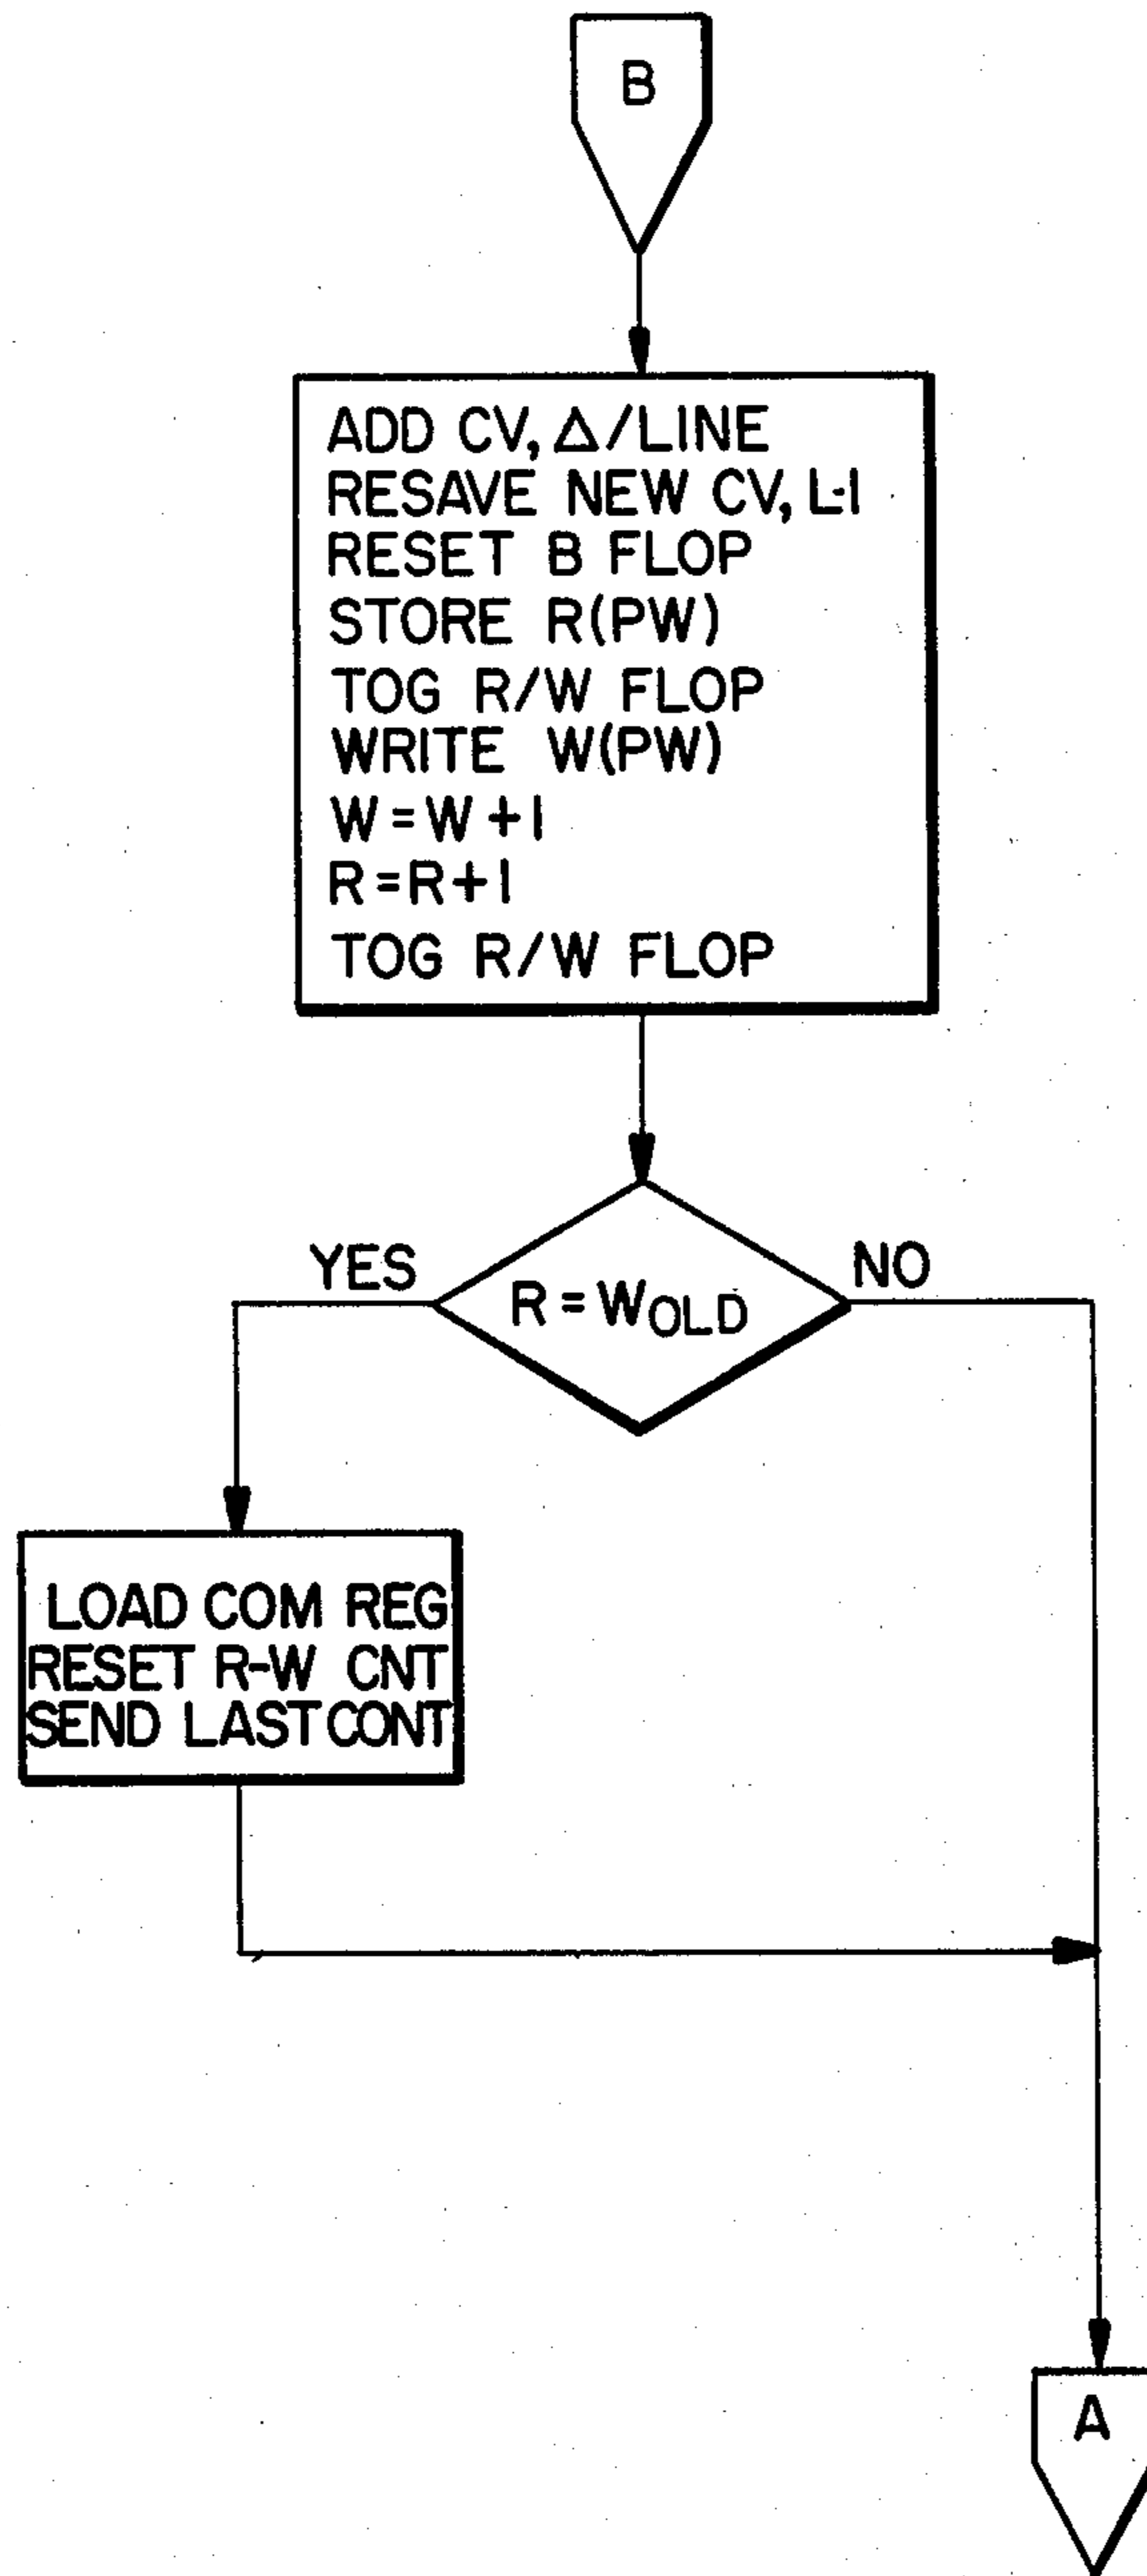 B
ADD CV, Δ/LINE
RESAVE NEW CV, L-1
RESET B FLOP
STORE R(PW)
TOG R/W FLOP
WRITE W(PW)
W=W+1
R=R+1
TOG R/W FLOP
YES
R=WOLD
NO
LOAD COM REG
RESET R-W CNT
SEND LAST CONT
A